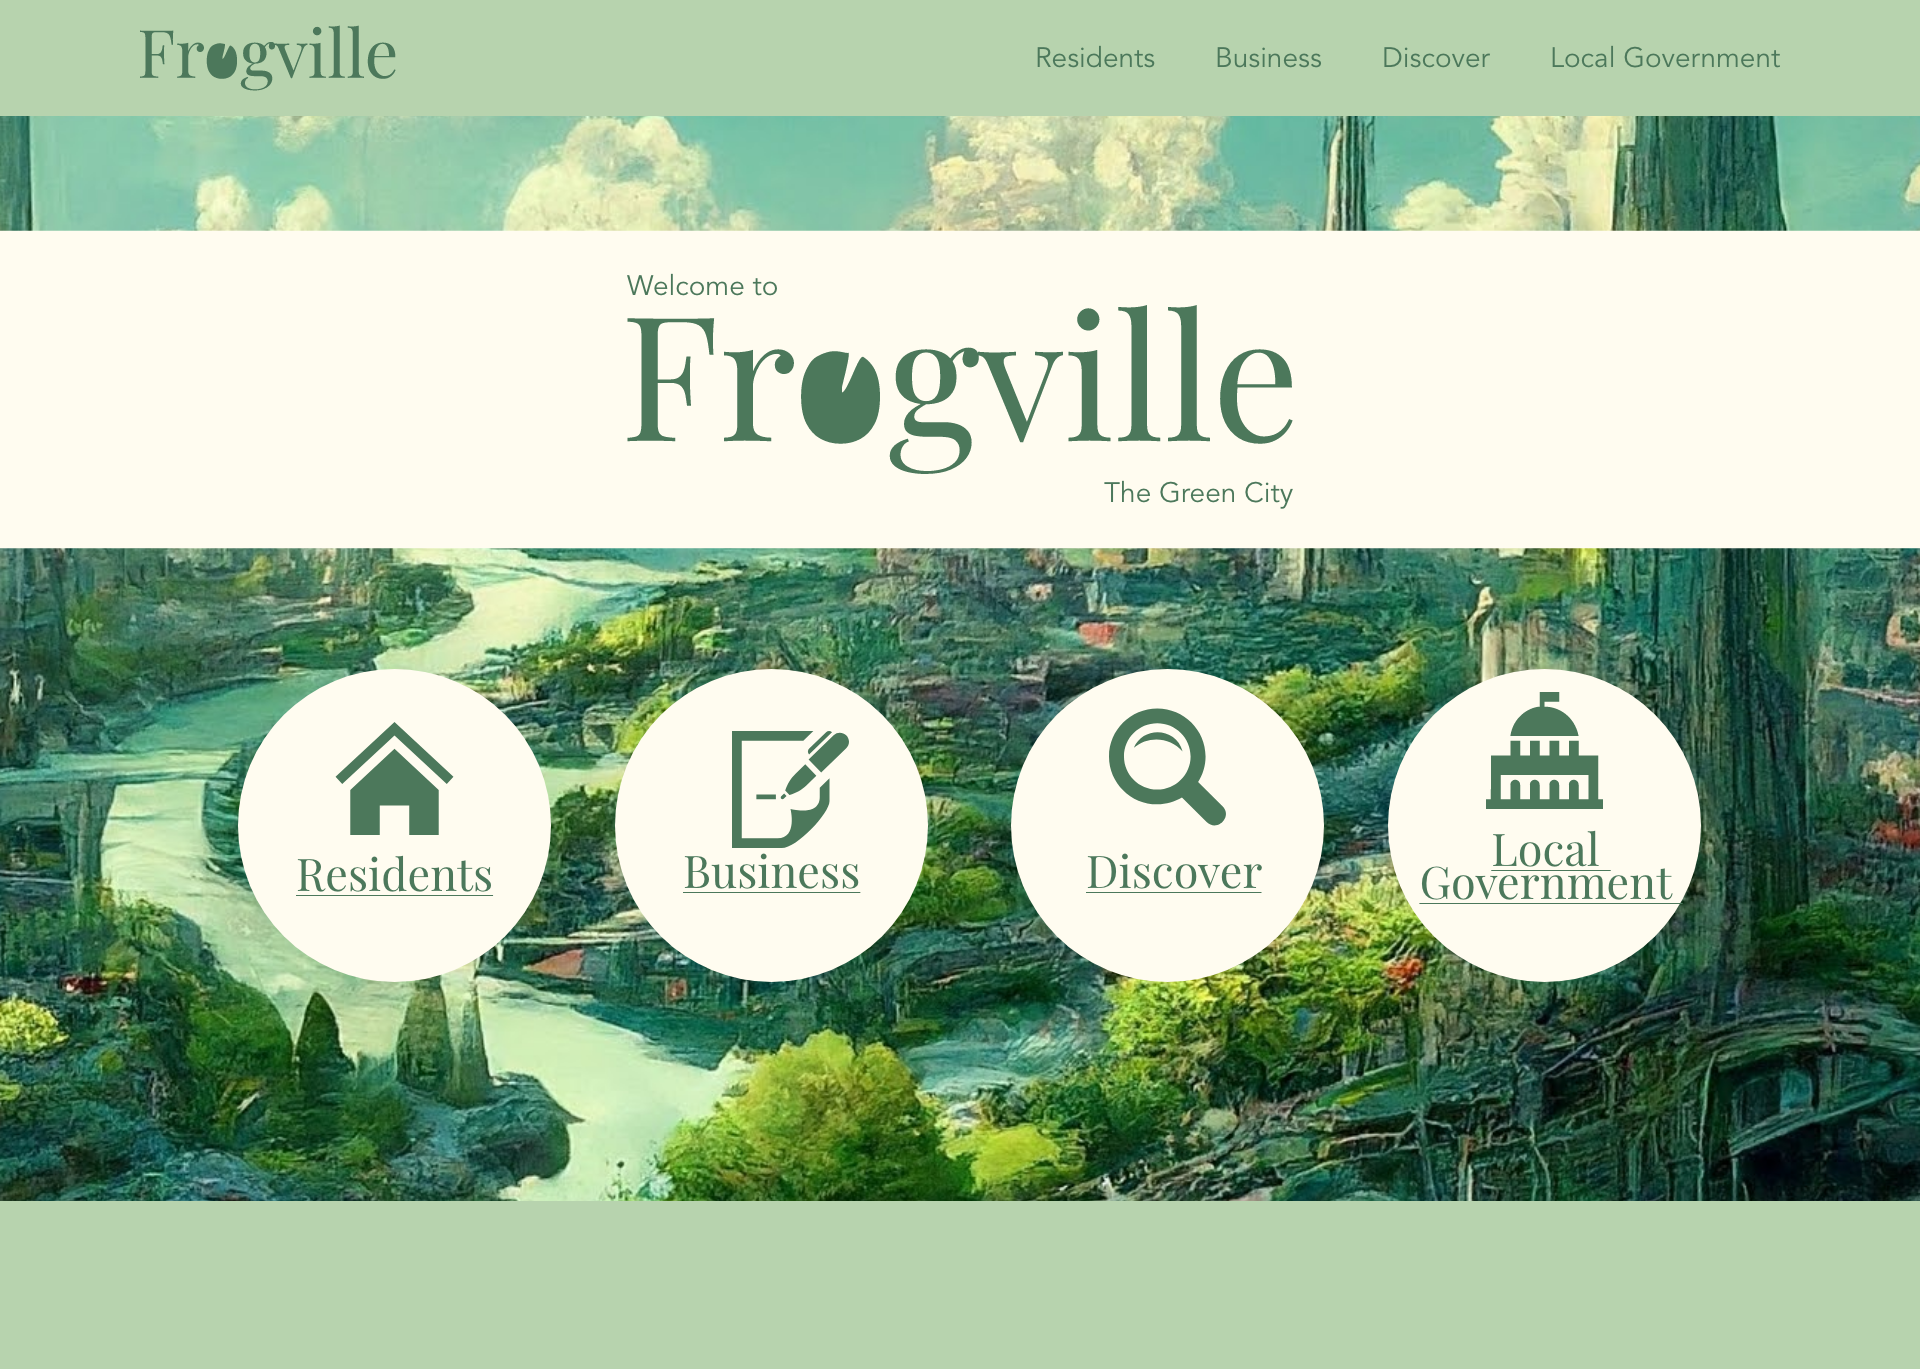 Frogville
Residents Business Discover Local Government
Welcome to
Frogville
The Green City
Residents
Business
Discover
Local
Government